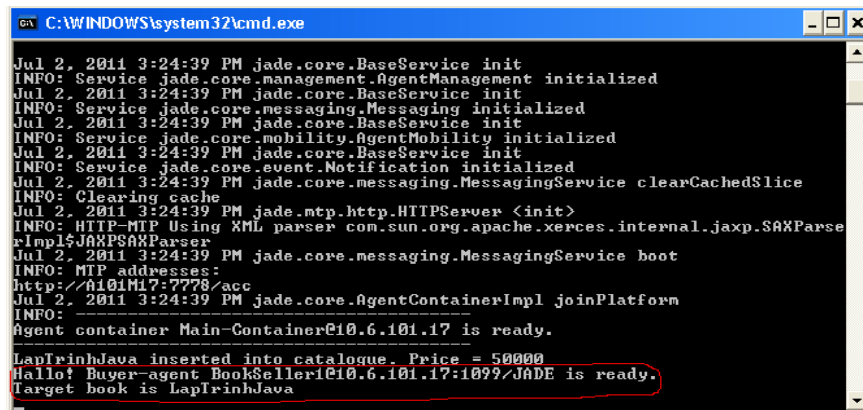 C:\WINDOWS\system32\cmd.exe
Jul 2, 2011 3:24:39 PM jade.core.BaseService init
INFO: Service jade.core.management.AgentManagement initialized
Jul 2, 2011 3:24:39 PM jade.core.BaseService init
INFO: Service jade.core.messaging.Messaging initialized
Jul 2, 2011 3:24:39 PM jade.core.BaseService init
INFO: Service jade.core.mobility.AgentMobility initialized
Jul 2, 2011 3:24:39 PM jade.core.BaseService init
INFO: Service jade.core.event.Notification initialized
Jul 2, 2011 3:24:39 PM jade.core.messaging.MessagingService clearCachedSlice
INFO: Clearing cache
Jul 2, 2011 3:24:39 PM jade.mtp.http.HTTPServer <init>
INFO: HTTP-MTP Using XML parser com.sun.org.apache.xerces.internal.jaxp.SAXParse
rImpl$JAXPSAXParser
Jul 2, 2011 3:24:39 PM jade.core.messaging.MessagingService boot
INFO: MTP addresses:
http://A101M17:7778/acc
Jul 2, 2011 3:24:39 PM jade.core.AgentContainerImpl joinPlatform
INFO: --------------------------------------
Agent container Main-Container@10.6.101.17 is ready.
--------------------------------------------
LapTrinhJava inserted into catalogue. Price = 50000
Hallo! Buyer-agent BookSeller1@10.6.101.17:1099/JADE is ready.
Target book is LapTrinhJava